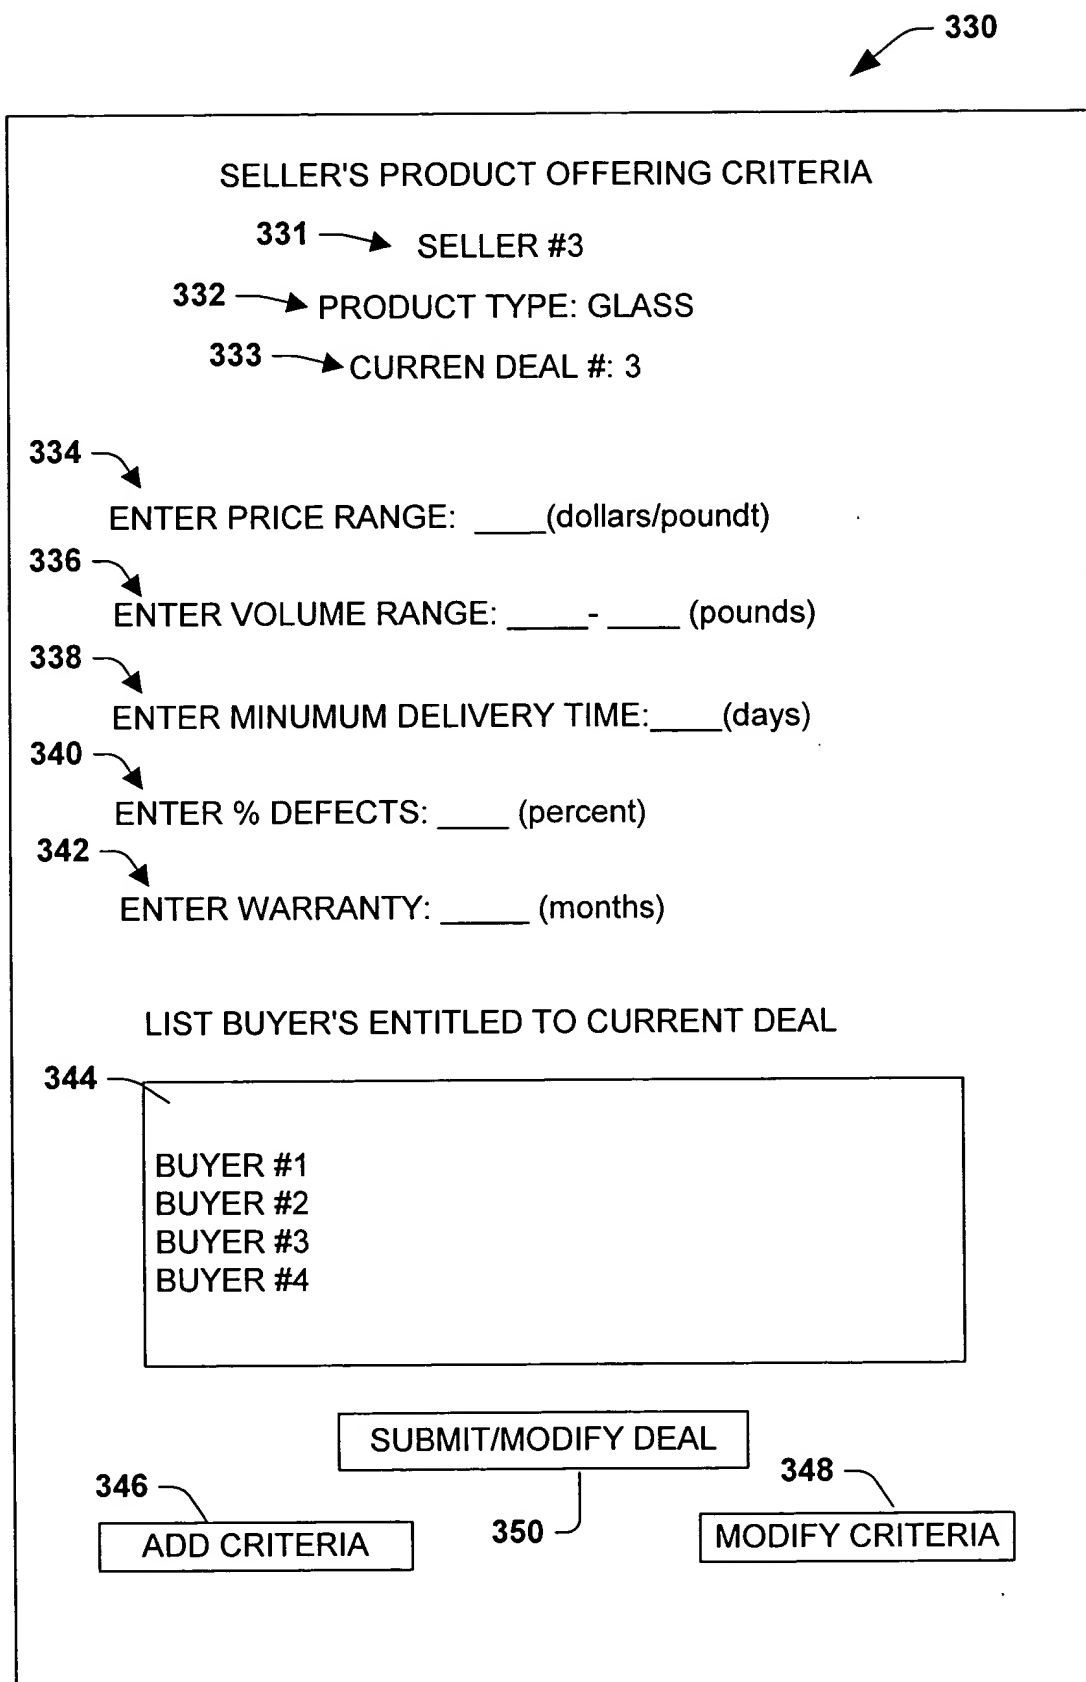 330
SELLER'S PRODUCT OFFERING CRITERIA
331 SELLER #3
332 PRODUCT TYPE: GLASS
333 CURREN DEAL #: 3
334
ENTER PRICE RANGE: ____(dollars/poundt)
336
ENTER VOLUME RANGE: ____- ____ (pounds)
338
ENTER MINUMUM DELIVERY TIME:____(days)
340
ENTER % DEFECTS: ____ (percent)
342
ENTER WARRANTY: _____ (months)
LIST BUYER'S ENTITLED TO CURRENT DEAL
344
BUYER #1
BUYER #2
BUYER #3
BUYER #4
SUBMIT/MODIFY DEAL
346 350 348
ADD CRITERIA MODIFY CRITERIA